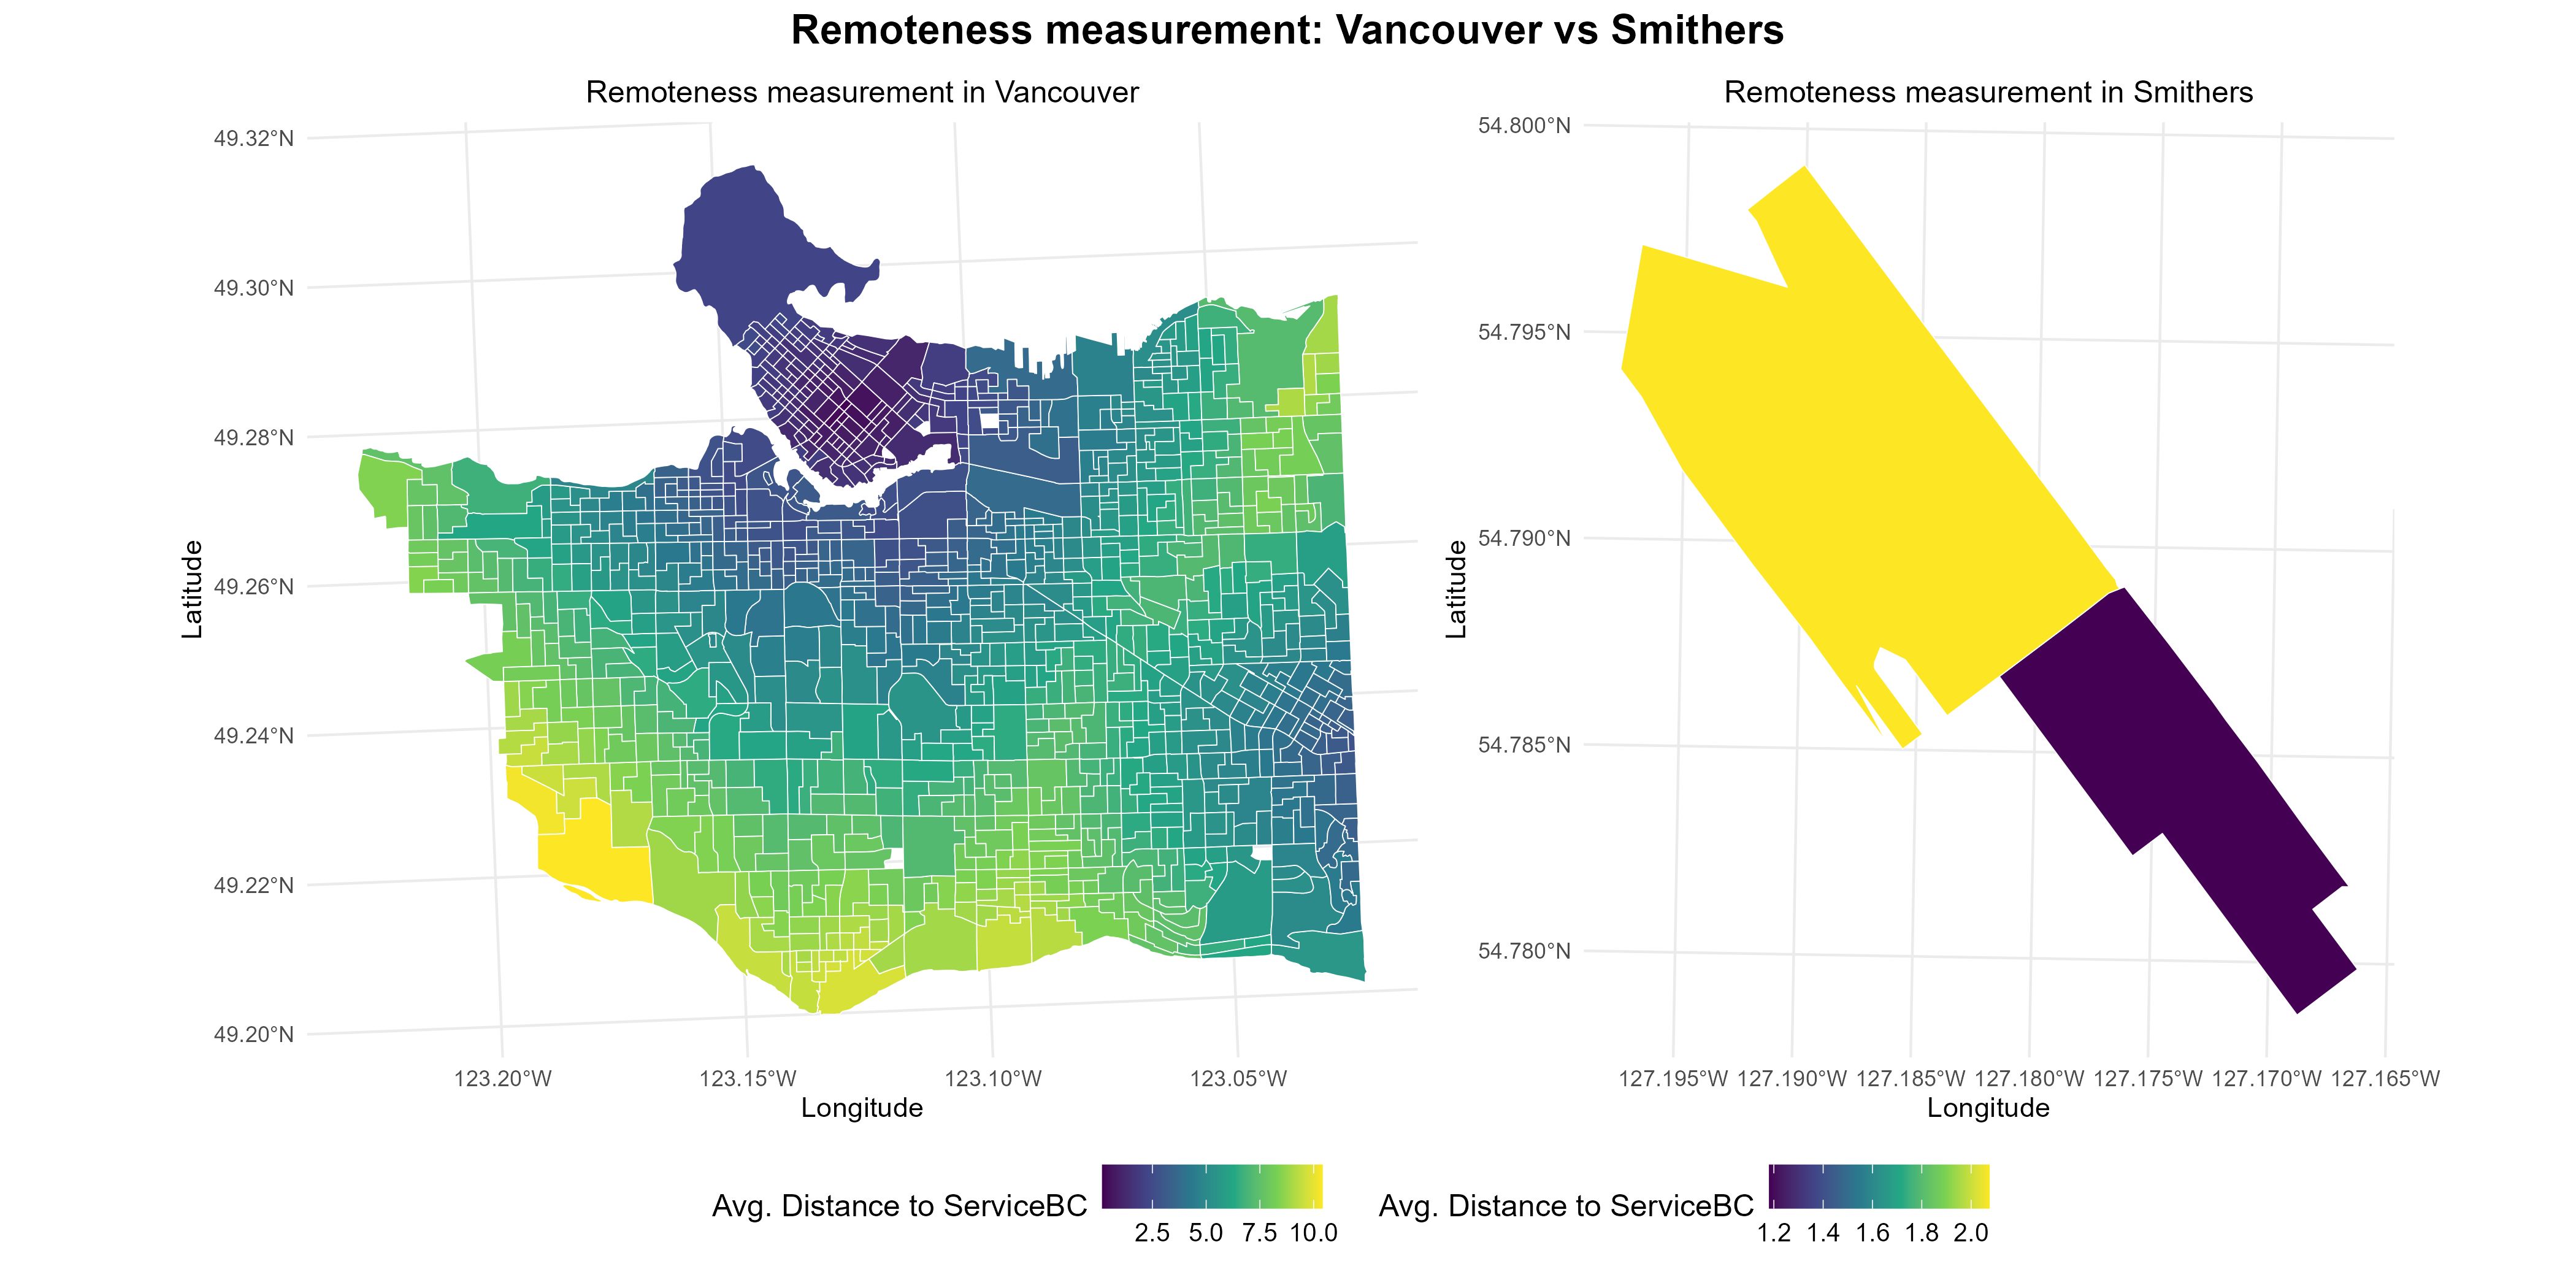 Remoteness measurement: Vancouver vs Smithers
Remoteness measurement in Vancouver
49.32°N
49.30°N
49.28°N
49.26°N
49.24°N
49.22°N
49.20°N
Latitude
123.20°W 123.15°W 123.10°W 123.05°W
Longitude
Remoteness measurement in Smithers
54.800°N
54.795°N
54.790°N
54.785°N
54.780°N
Latitude
127.195°W 127.190°W 127.185°W 127.180°W 127.175°W 127.170°W 127.165°W
Longitude
Avg. Distance to ServiceBC
2.5 5.0 7.5 10.0
Avg. Distance to ServiceBC
1.2 1.4 1.6 1.8 2.0